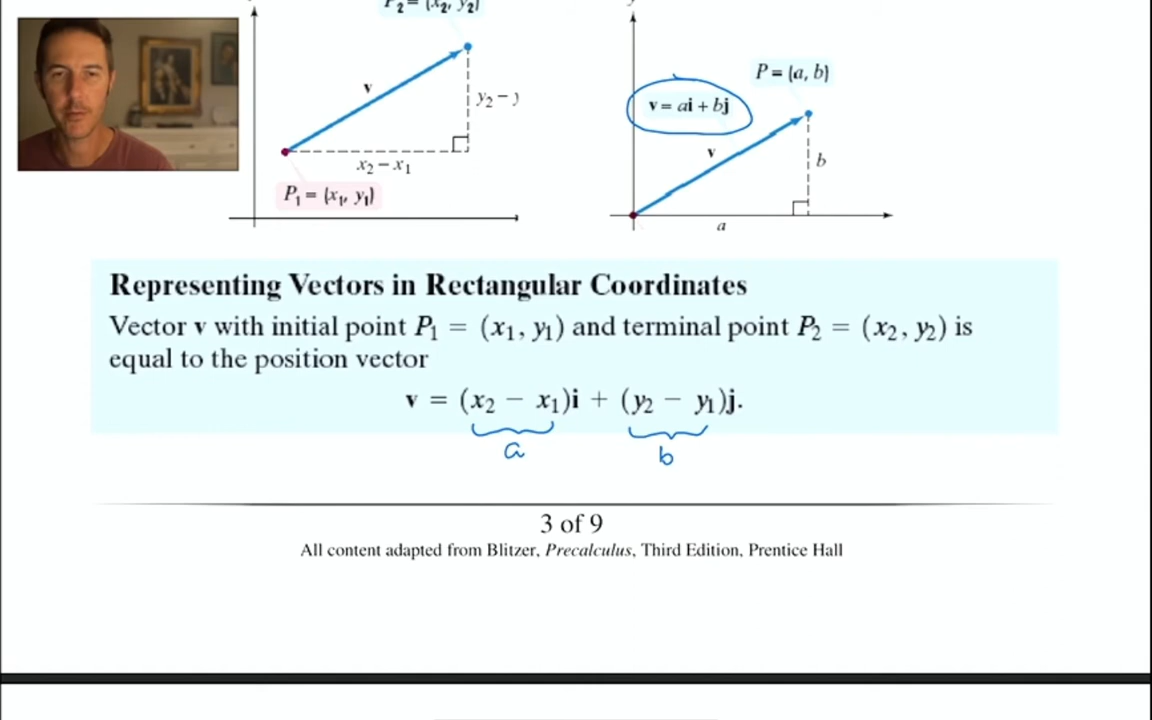 P₂ = (x₂, y₂)
v
y₂ −
x₂ − x₁
P₁ = (x₁, y₁)
P = (a, b)
v = ai + bj
v
b
a
Representing Vectors in Rectangular Coordinates
Vector v with initial point P₁ = (x₁, y₁) and terminal point P₂ = (x₂, y₂) is
equal to the position vector
v = (x₂ − x₁)i + (y₂ − y₁)j.
a b
3 of 9
All content adapted from Blitzer, Precalculus, Third Edition, Prentice Hall